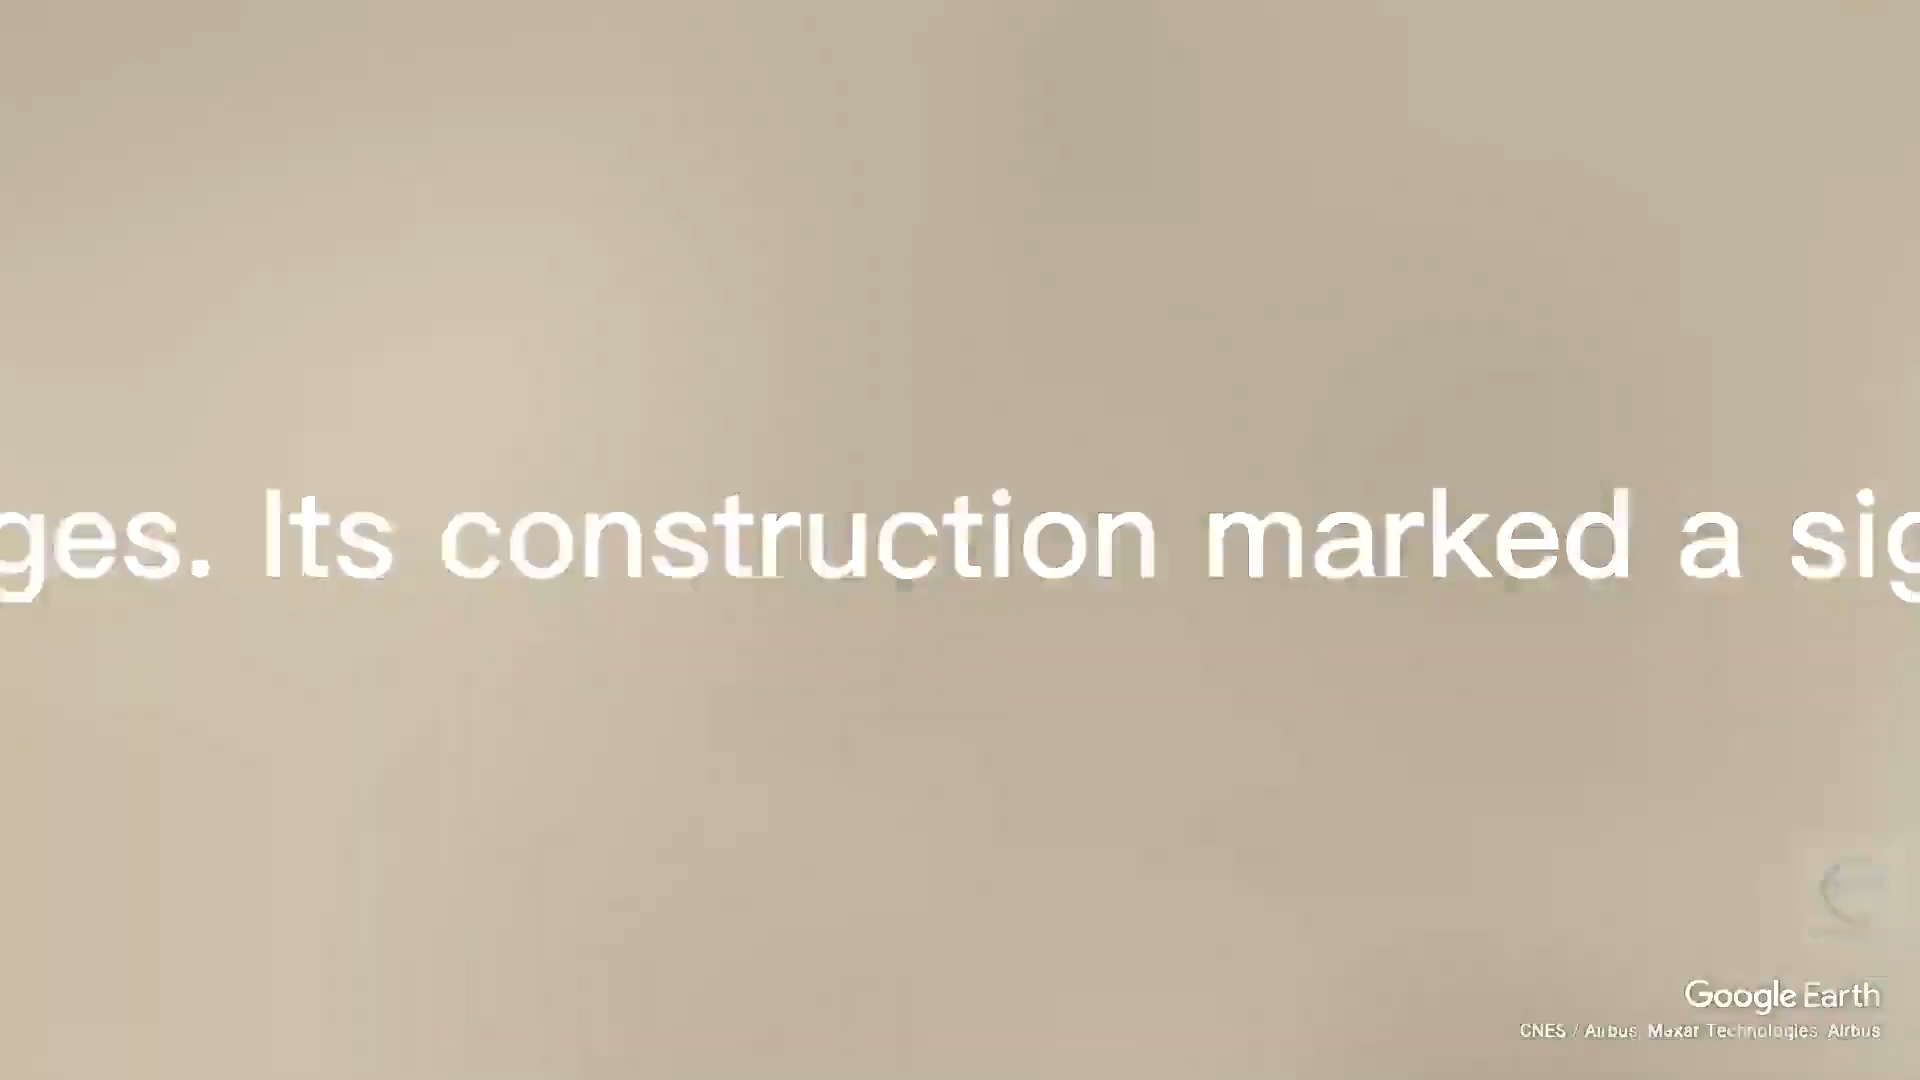 ges. Its construction marked a sig
Google Earth
CNES / Airbus, Maxar Technologies, Airbus